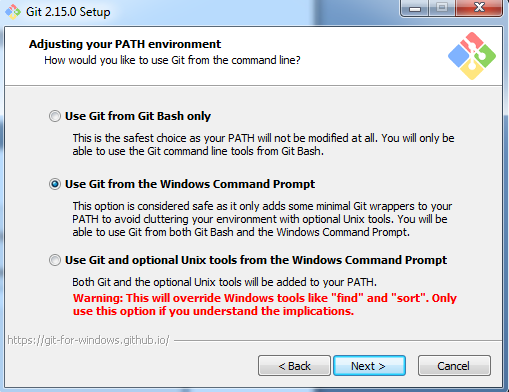 Git 2.15.0 Setup
Adjusting your PATH environment
How would you like to use Git from the command line?
Use Git from Git Bash only
This is the safest choice as your PATH will not be modified at all. You will only be
able to use the Git command line tools from Git Bash.
Use Git from the Windows Command Prompt
This option is considered safe as it only adds some minimal Git wrappers to your
PATH to avoid cluttering your environment with optional Unix tools. You will be
able to use Git from both Git Bash and the Windows Command Prompt.
Use Git and optional Unix tools from the Windows Command Prompt
Both Git and the optional Unix tools will be added to your PATH.
Warning: This will override Windows tools like "find" and "sort". Only
use this option if you understand the implications.
https://git-for-windows.github.io/
< Back Next > Cancel